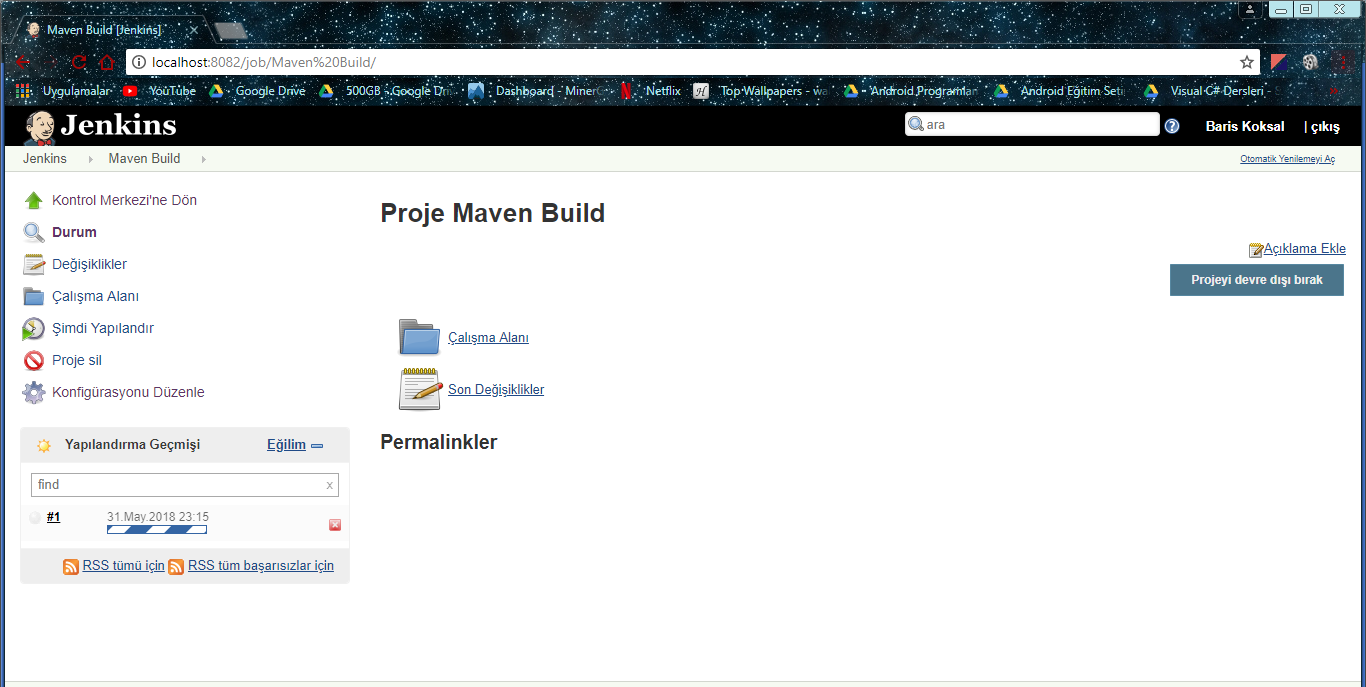 Maven Build [Jenkins]
localhost:8082/job/Maven%20Build/
Uygulamalar YouTube Google Drive 500GB - Google Dri Dashboard - Miner Netflix Top Wallpapers - wa Android Programlar Android Eğitim Seti Visual C# Dersleri -
Jenkins ara Baris Koksal | çıkış
Jenkins Maven Build Otomatik Yenilemeyi Aç
Kontrol Merkezi'ne Dön
Durum
Değişiklikler
Çalışma Alanı
Şimdi Yapılandır
Proje sil
Konfigürasyonu Düzenle
Yapılandırma Geçmişi Eğilim
find x
#1 31.May.2018 23:15
RSS tümü için RSS tüm başarısızlar için
Proje Maven Build
Açıklama Ekle
Projeyi devre dışı bırak
Çalışma Alanı
Son Değişiklikler
Permalinkler